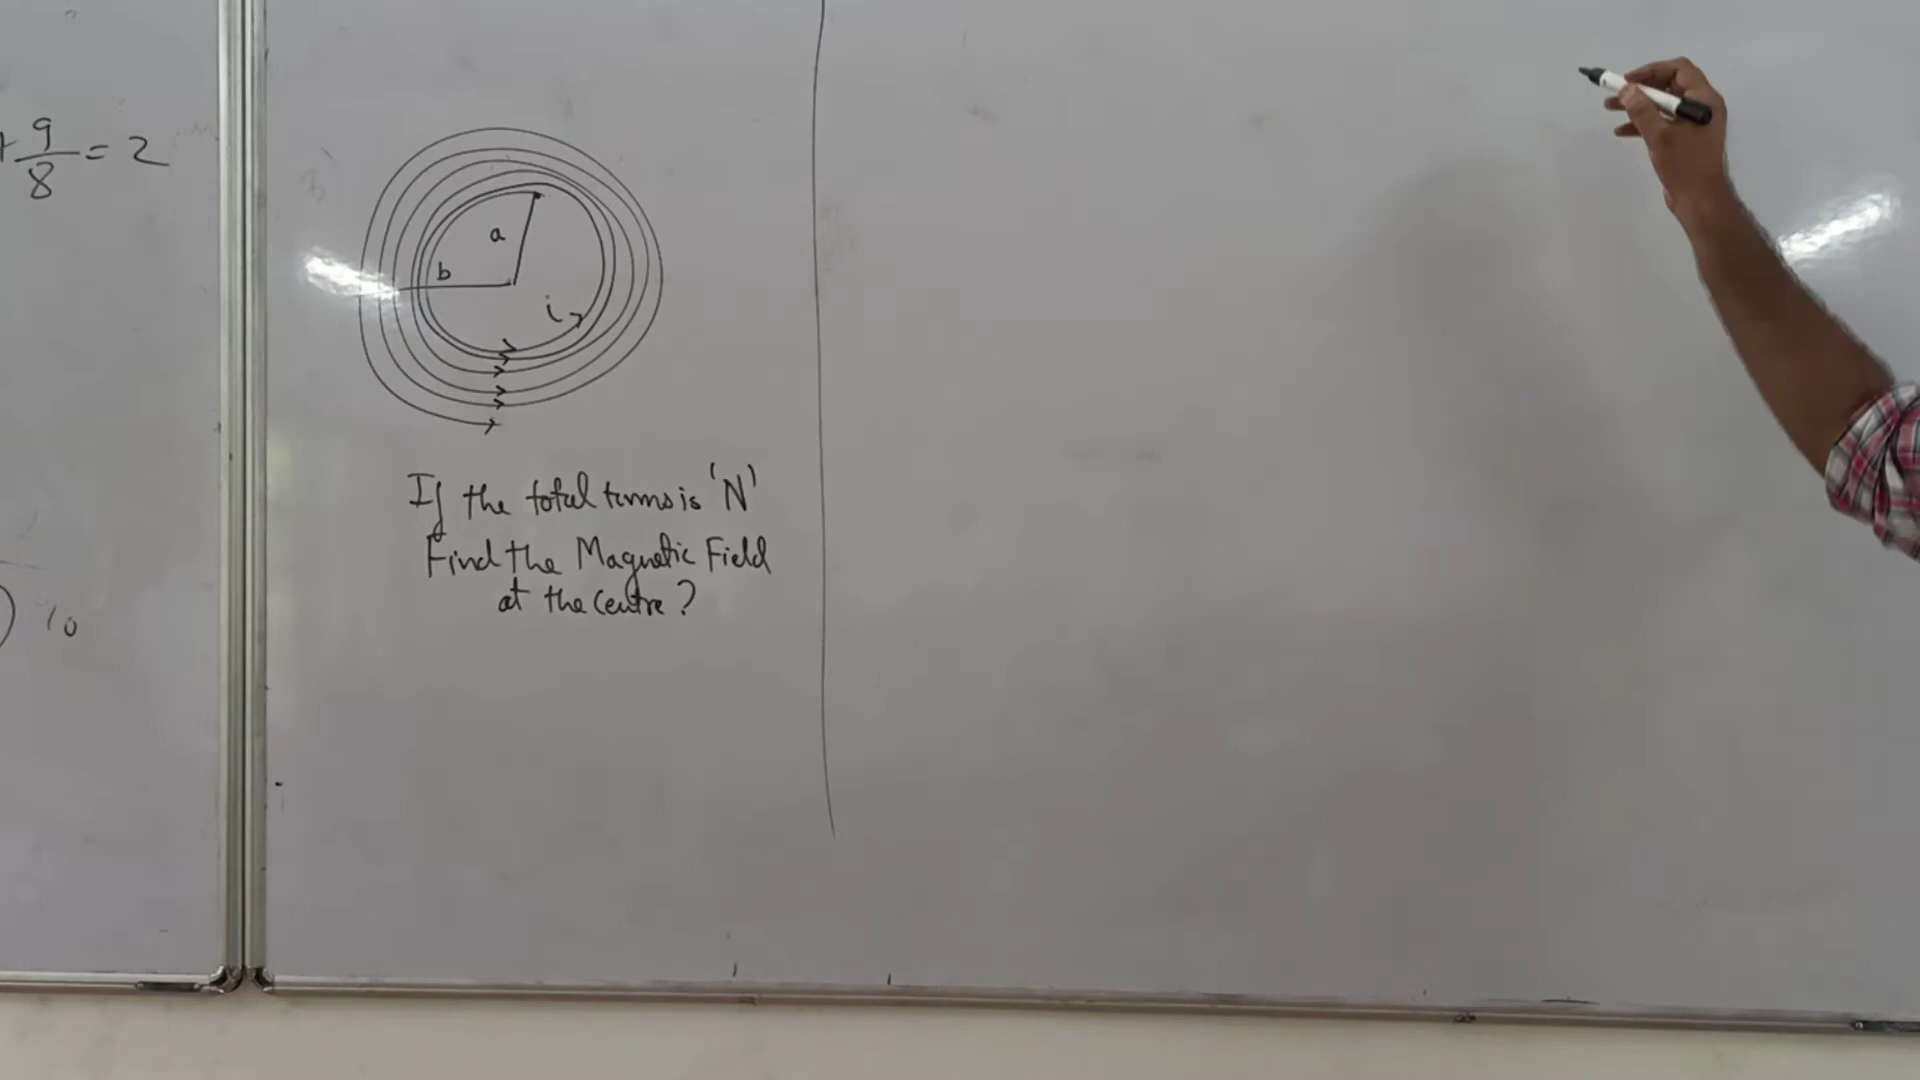 + 9/8 = 2
) 10
a
b
i
If the total turns is 'N'
Find the Magnetic Field
at the centre?